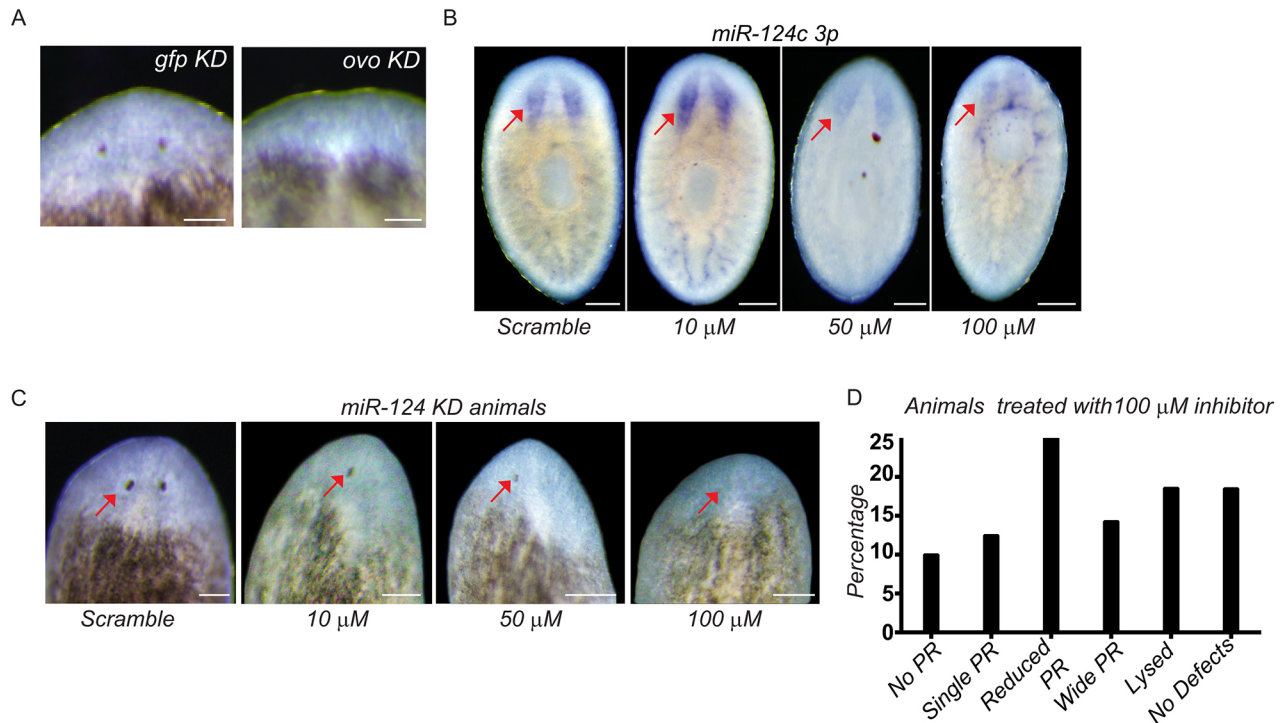 A
gfp KD
ovo KD
B
miR-124c 3p
Scramble
10 μM
50 μM
100 μM
C
miR-124 KD animals
Scramble
10 μM
50 μM
100 μM
D
Animals treated with100 μM inhibitor
Percentage
25
20
15
10
5
0
No PR
Single PR
Reduced
PR
Wide PR
Lysed
No Defects